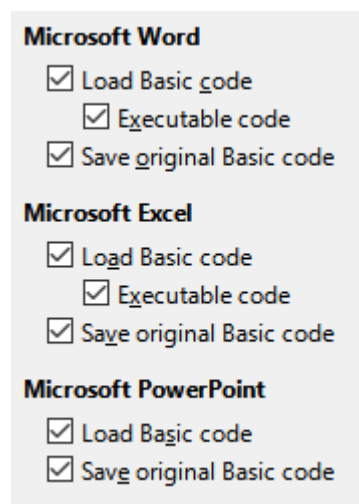 Microsoft Word
Load Basic code
Executable code
Save original Basic code
Microsoft Excel
Load Basic code
Executable code
Save original Basic code
Microsoft PowerPoint
Load Basic code
Save original Basic code